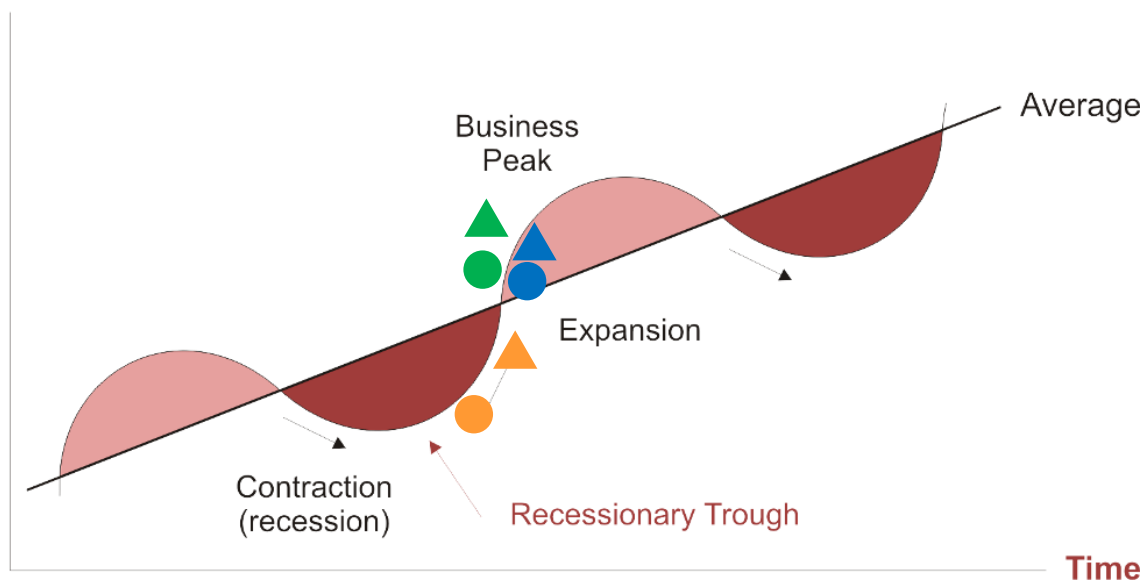 Average
Business
Peak
Expansion
Contraction
(recession)
Recessionary Trough
Time